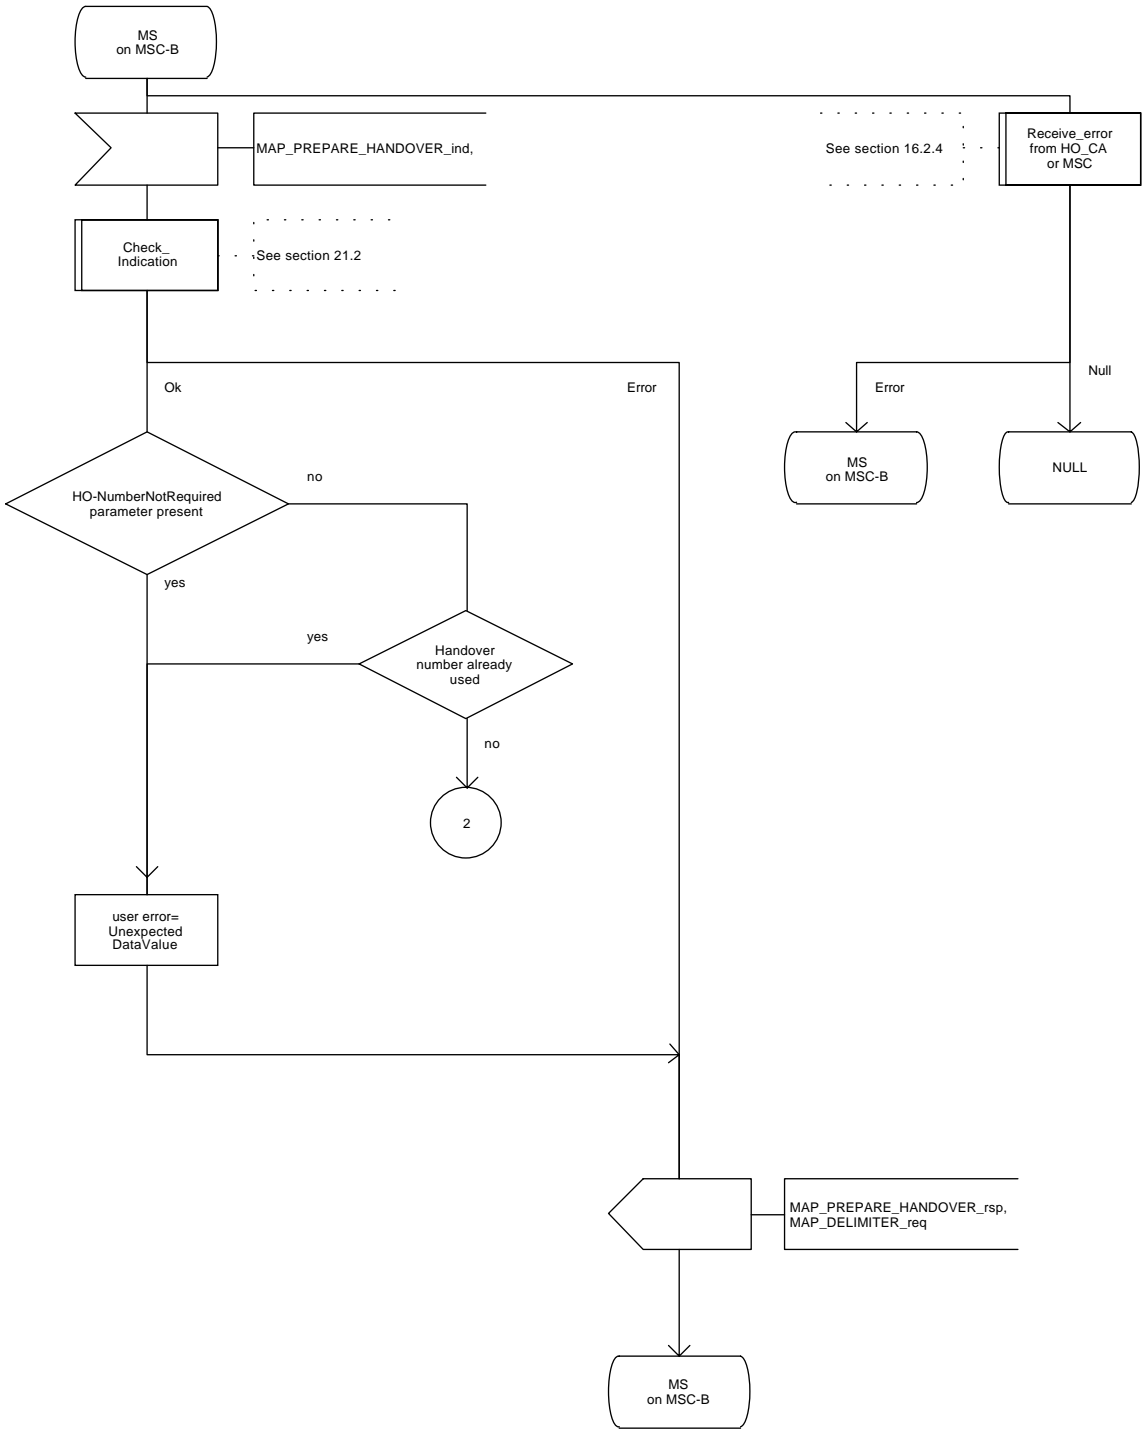 MS
on MSC-B
MAP_PREPARE_HANDOVER_ind,
See section 16.2.4
Receive_error
from HO_CA
or MSC
Check_
Indication
See section 21.2
Ok
Error
Error
Null
MS
on MSC-B
NULL
HO-NumberNotRequired
parameter present
no
yes
yes
Handover
number already
used
no
2
user error=
Unexpected
DataValue
MAP_PREPARE_HANDOVER_rsp,
MAP_DELIMITER_req
MS
on MSC-B